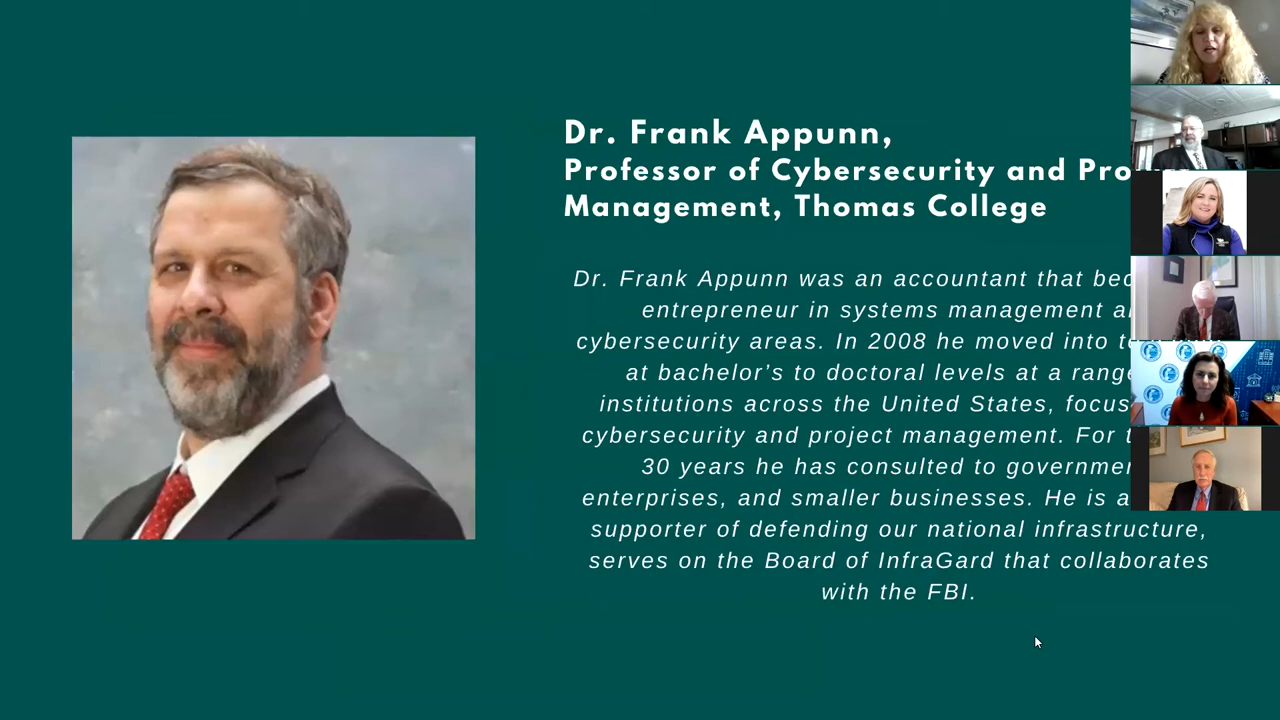 Dr. Frank Appunn,
Professor of Cybersecurity and Pro
Management, Thomas College
Dr. Frank Appunn was an accountant that bec
entrepreneur in systems management a
cybersecurity areas. In 2008 he moved into
at bachelor's to doctoral levels at a range
institutions across the United States, focus
cybersecurity and project management. For t
30 years he has consulted to governmen
enterprises, and smaller businesses. He is a
supporter of defending our national infrastructure,
serves on the Board of InfraGard that collaborates
with the FBI.